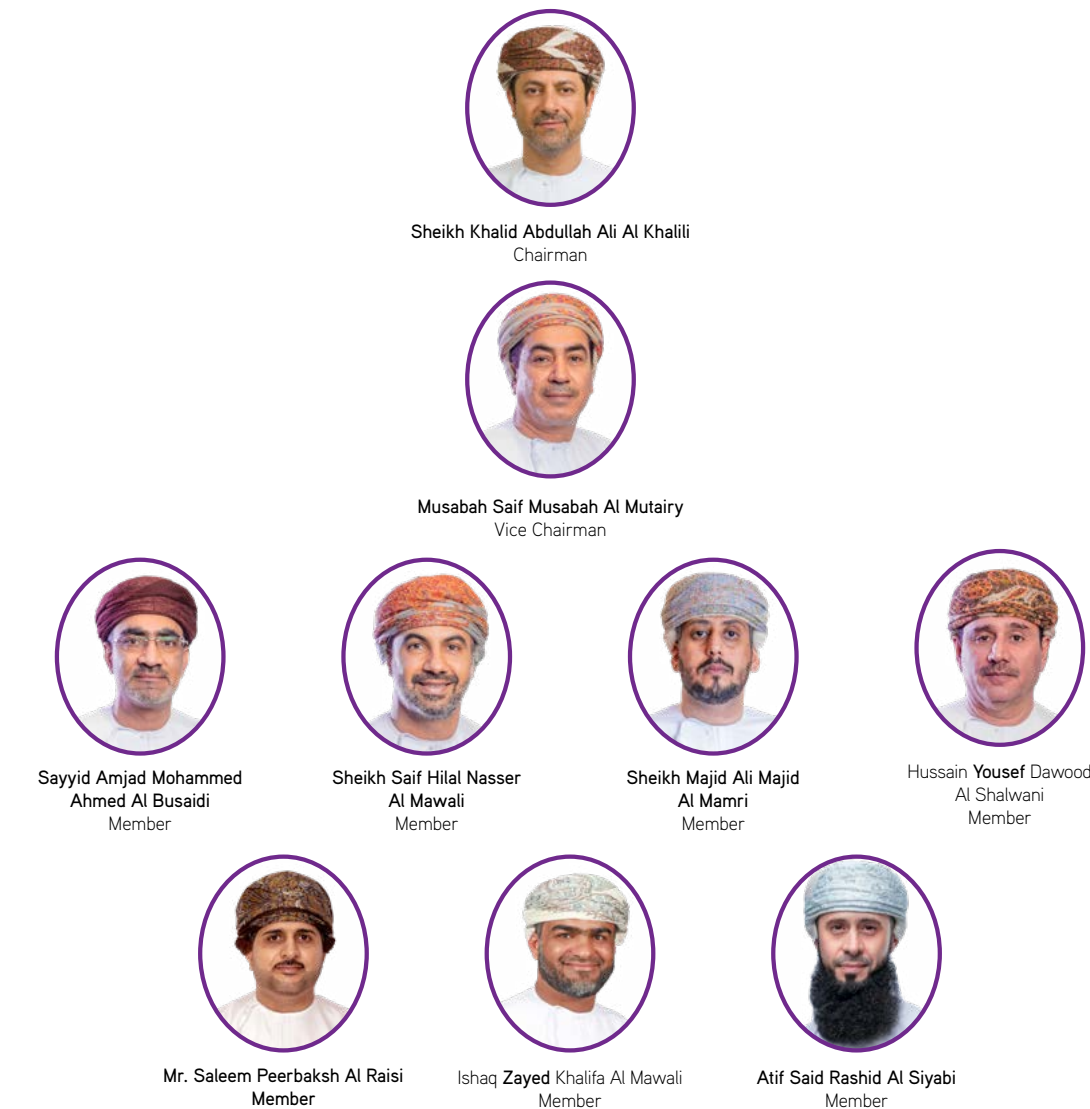 Sheikh Khalid Abdullah Ali Al Khalili
Chairman
Musabah Saif Musabah Al Mutairy
Vice Chairman
Sayyid Amjad Mohammed
Ahmed Al Busaidi
Member
Sheikh Saif Hilal Nasser
Al Mawali
Member
Sheikh Majid Ali Majid
Al Mamri
Member
Hussain Yousef Dawood
Al Shalwani
Member
Mr. Saleem Peerbaksh Al Raisi
Member
Ishaq Zayed Khalifa Al Mawali
Member
Atif Said Rashid Al Siyabi
Member